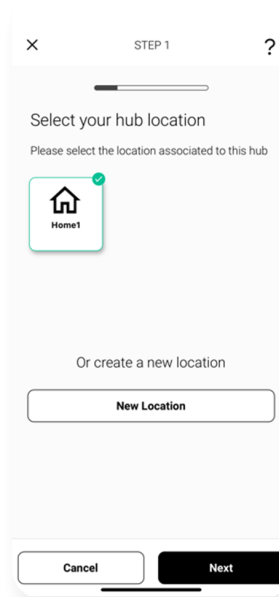 STEP 1
?
Select your hub location
Please select the location associated to this hub
Home1
Or create a new location
New Location
Cancel
Next